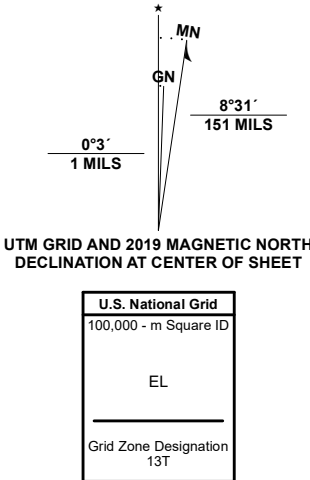 ★
MN
GN
8°31´
151 MILS
0°3´
1 MILS
UTM GRID AND 2019 MAGNETIC NORTH
DECLINATION AT CENTER OF SHEET
U.S. National Grid
100,000 - m Square ID
EL
Grid Zone Designation
13T